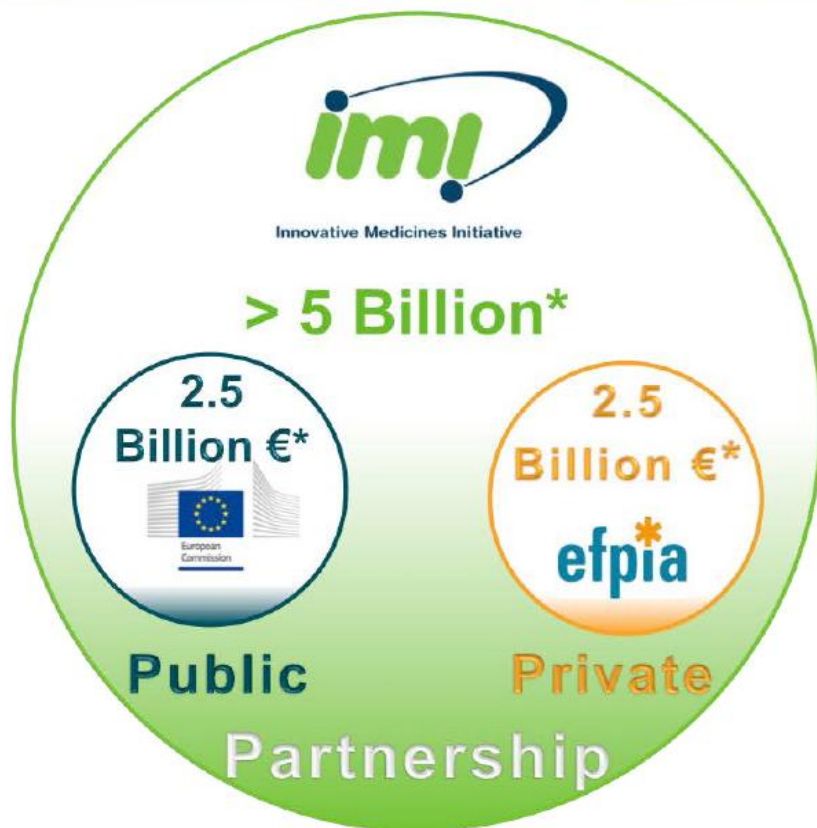 imi
Innovative Medicines Initiative
> 5 Billion*
2.5
Billion €*
European
Commission
2.5
Billion €*
efpia
Public
Private
Partnership